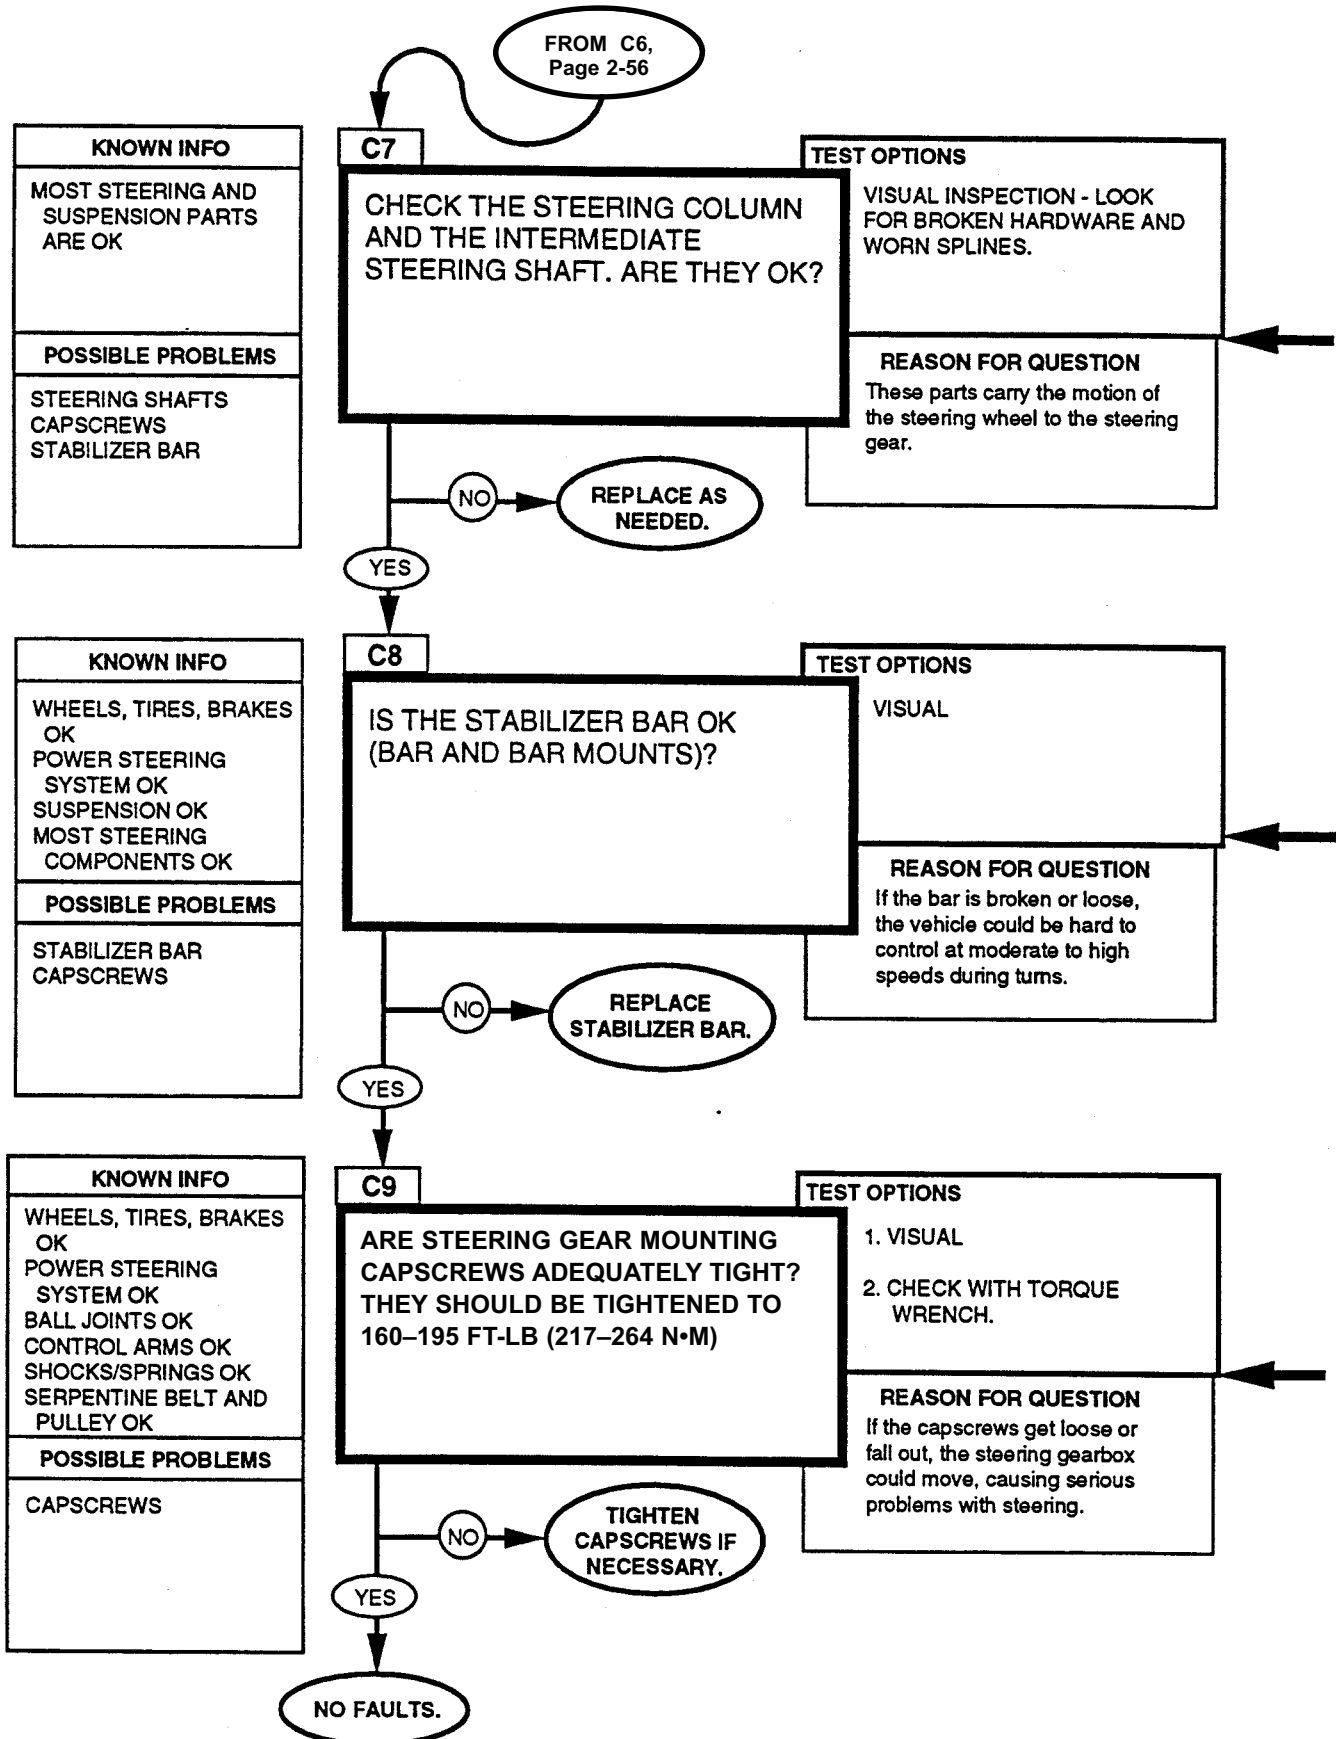 FROM C6,
Page 2-56
KNOWN INFO
MOST STEERING AND
SUSPENSION PARTS
ARE OK
POSSIBLE PROBLEMS
STEERING SHAFTS
CAPSCREWS
STABILIZER BAR
C7
CHECK THE STEERING COLUMN
AND THE INTERMEDIATE
STEERING SHAFT. ARE THEY OK?
TEST OPTIONS
VISUAL INSPECTION - LOOK
FOR BROKEN HARDWARE AND
WORN SPLINES.
REASON FOR QUESTION
These parts carry the motion of
the steering wheel to the steering
gear.
NO
REPLACE AS
NEEDED.
YES
KNOWN INFO
WHEELS, TIRES, BRAKES
OK
POWER STEERING
SYSTEM OK
SUSPENSION OK
MOST STEERING
COMPONENTS OK
POSSIBLE PROBLEMS
STABILIZER BAR
CAPSCREWS
C8
IS THE STABILIZER BAR OK
(BAR AND BAR MOUNTS)?
TEST OPTIONS
VISUAL
REASON FOR QUESTION
If the bar is broken or loose,
the vehicle could be hard to
control at moderate to high
speeds during turns.
NO
REPLACE
STABILIZER BAR.
YES
KNOWN INFO
WHEELS, TIRES, BRAKES
OK
POWER STEERING
SYSTEM OK
BALL JOINTS OK
CONTROL ARMS OK
SHOCKS/SPRINGS OK
SERPENTINE BELT AND
PULLEY OK
POSSIBLE PROBLEMS
CAPSCREWS
C9
ARE STEERING GEAR MOUNTING
CAPSCREWS ADEQUATELY TIGHT?
THEY SHOULD BE TIGHTENED TO
160–195 FT-LB (217–264 N•M)
TEST OPTIONS
1. VISUAL
2. CHECK WITH TORQUE
WRENCH.
REASON FOR QUESTION
If the capscrews get loose or
fall out, the steering gearbox
could move, causing serious
problems with steering.
NO
TIGHTEN
CAPSCREWS IF
NECESSARY.
YES
NO FAULTS.